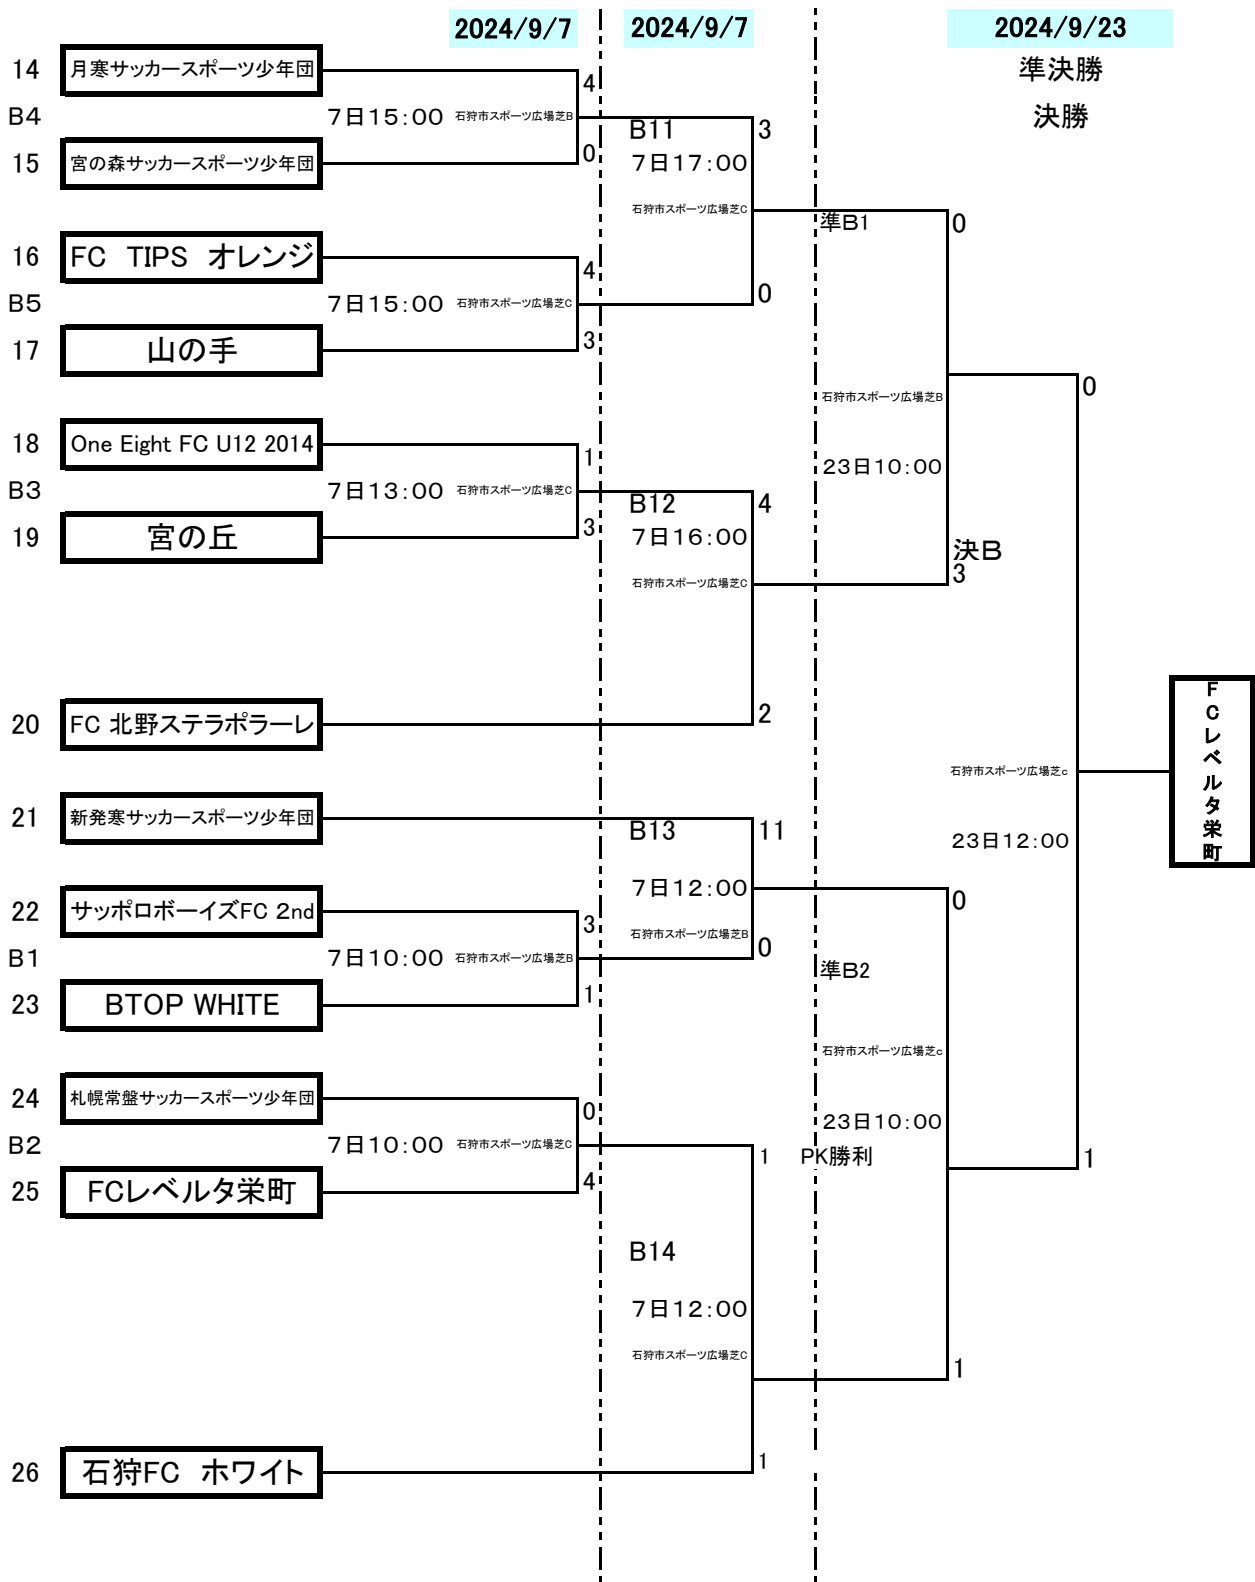 2024/9/7 2024/9/7 2024/9/23
準決勝
決勝
14 月寒サッカースポーツ少年団
4
B4 7日15:00 石狩市スポーツ広場芝B
B11 3
15 宮の森サッカースポーツ少年団
0
7日17:00
石狩市スポーツ広場芝C
準B1 0
16 FC TIPS オレンジ
4
B5 7日15:00 石狩市スポーツ広場芝C
0
17 山の手
3
0
石狩市スポーツ広場芝B
18 One Eight FC U12 2014
1
23日10:00
B3 7日13:00 石狩市スポーツ広場芝C
B12 4
19 宮の丘
3
7日16:00
決B
3
石狩市スポーツ広場芝C
20 FC 北野ステラポラーレ
2
FCレベルタ栄町
石狩市スポーツ広場芝c
21 新発寒サッカースポーツ少年団
B13 11
23日12:00
7日12:00
0
22 サッポロボーイズFC 2nd
3
石狩市スポーツ広場芝B
0
B1 7日10:00 石狩市スポーツ広場芝B
準B2
23 BTOP WHITE
1
石狩市スポーツ広場芝c
24 札幌常盤サッカースポーツ少年団
0
23日10:00
B2 7日10:00 石狩市スポーツ広場芝C
1 PK勝利
1
25 FCレベルタ栄町
4
B14
7日12:00
石狩市スポーツ広場芝C
1
26 石狩FC ホワイト
1